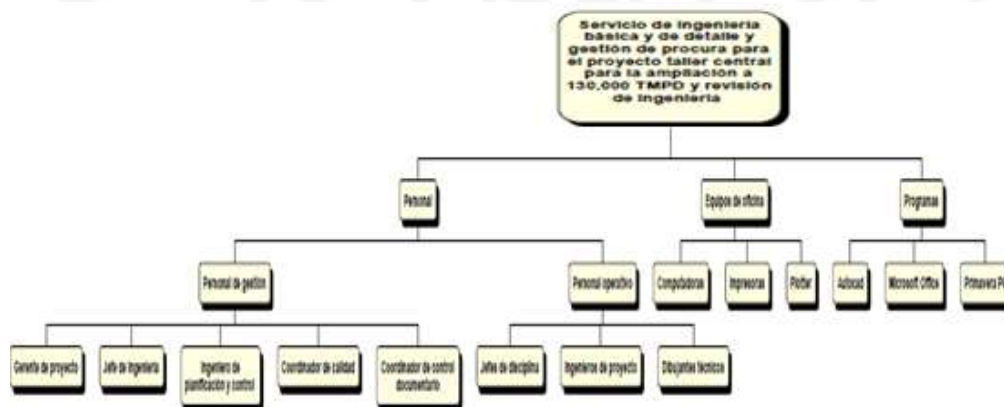 Servicio de ingeniería
básica y de detalle y
gestión de procura para
el proyecto taller central
para la ampliación a
130,000 TMPD y revisión
de ingeniería
Personal
Equipos de oficina
Programas
Personal de gestión
Personal operativo
Computadoras
Impresoras
Plotter
Autocad
Microsoft Office
Primavera
Gerente de proyecto
Jefe de Ingeniería
Ingeniero de
planificación y control
Coordinador de calidad
Coordinador de control
documentario
Jefes de disciplina
Ingenieros de proyecto
Dibujantes técnicos